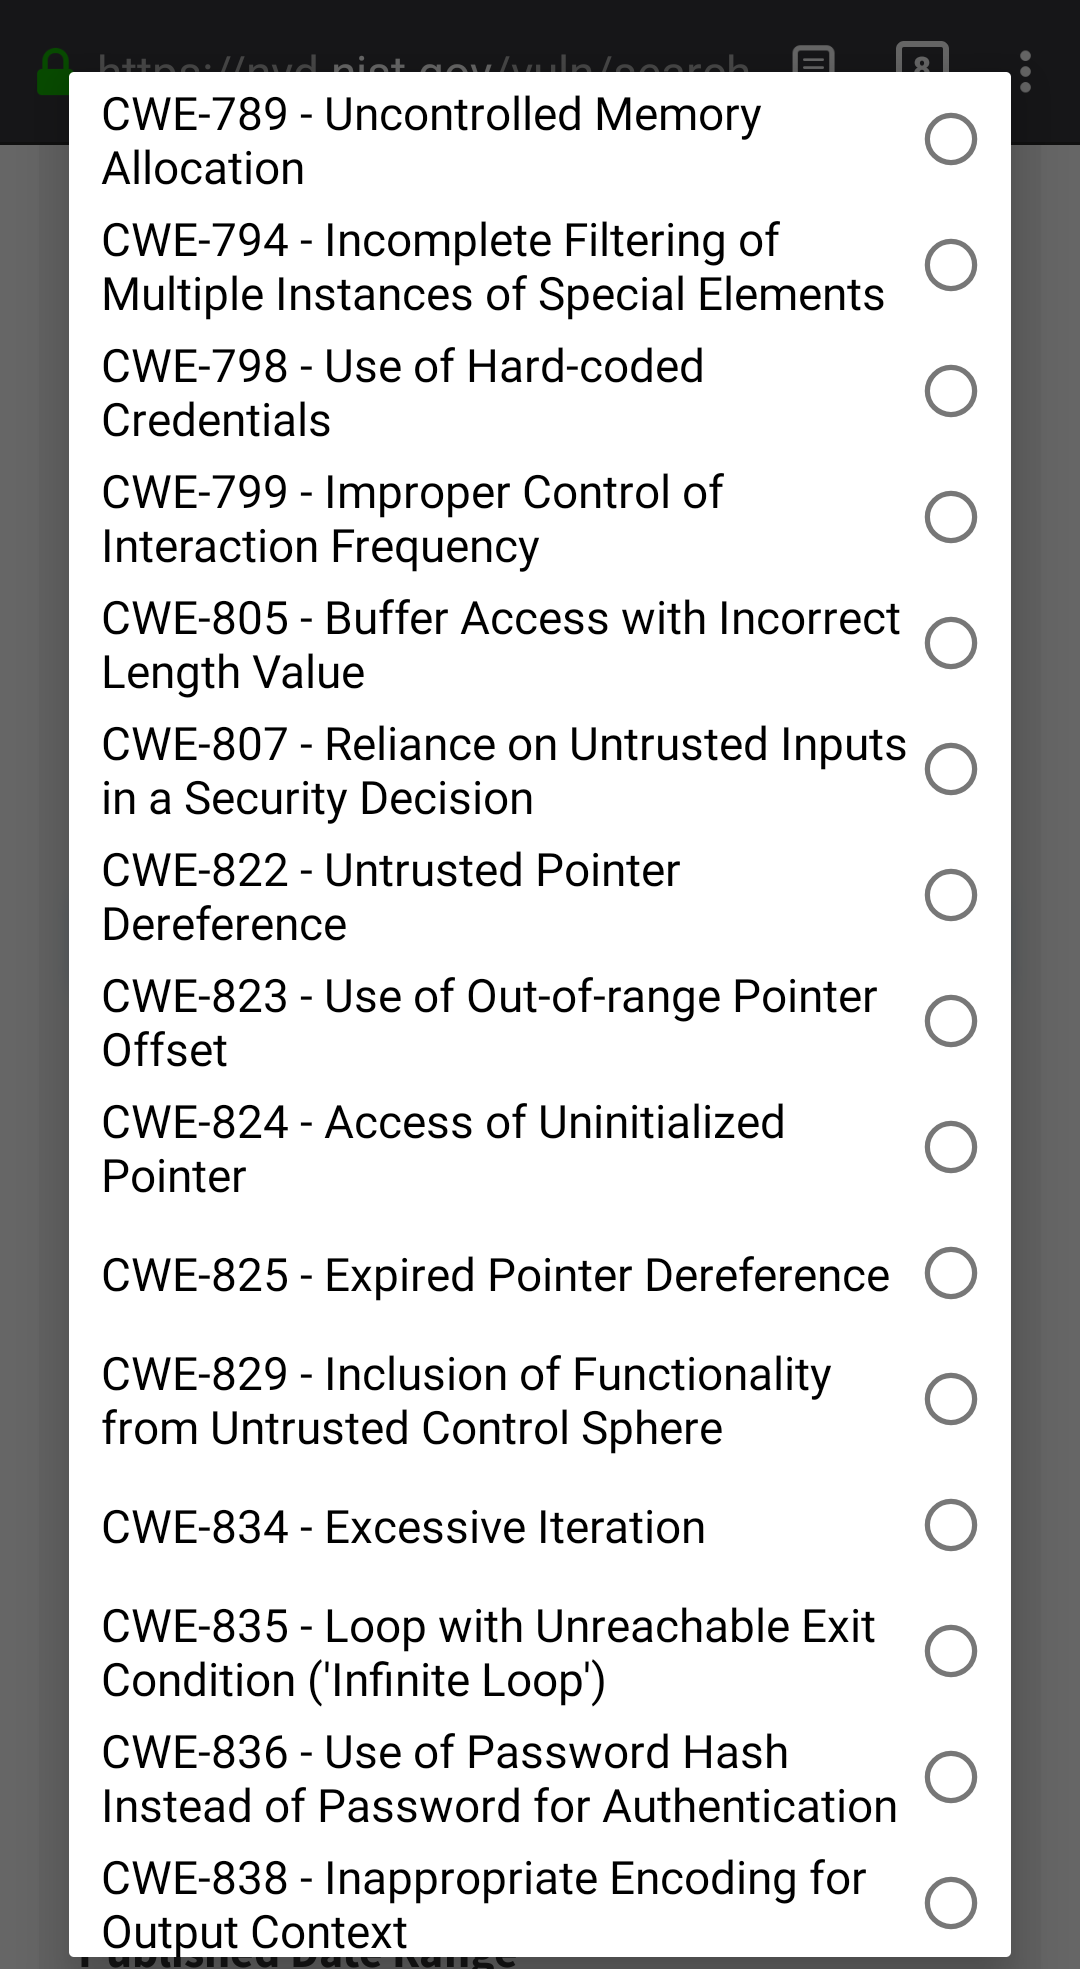 https://nvd.nist.gov/vuln/search
8
CWE-789 - Uncontrolled Memory
Allocation
CWE-794 - Incomplete Filtering of
Multiple Instances of Special Elements
CWE-798 - Use of Hard-coded
Credentials
CWE-799 - Improper Control of
Interaction Frequency
CWE-805 - Buffer Access with Incorrect
Length Value
CWE-807 - Reliance on Untrusted Inputs
in a Security Decision
CWE-822 - Untrusted Pointer
Dereference
CWE-823 - Use of Out-of-range Pointer
Offset
CWE-824 - Access of Uninitialized
Pointer
CWE-825 - Expired Pointer Dereference
CWE-829 - Inclusion of Functionality
from Untrusted Control Sphere
CWE-834 - Excessive Iteration
CWE-835 - Loop with Unreachable Exit
Condition ('Infinite Loop')
CWE-836 - Use of Password Hash
Instead of Password for Authentication
CWE-838 - Inappropriate Encoding for
Output Context
Published Date Range